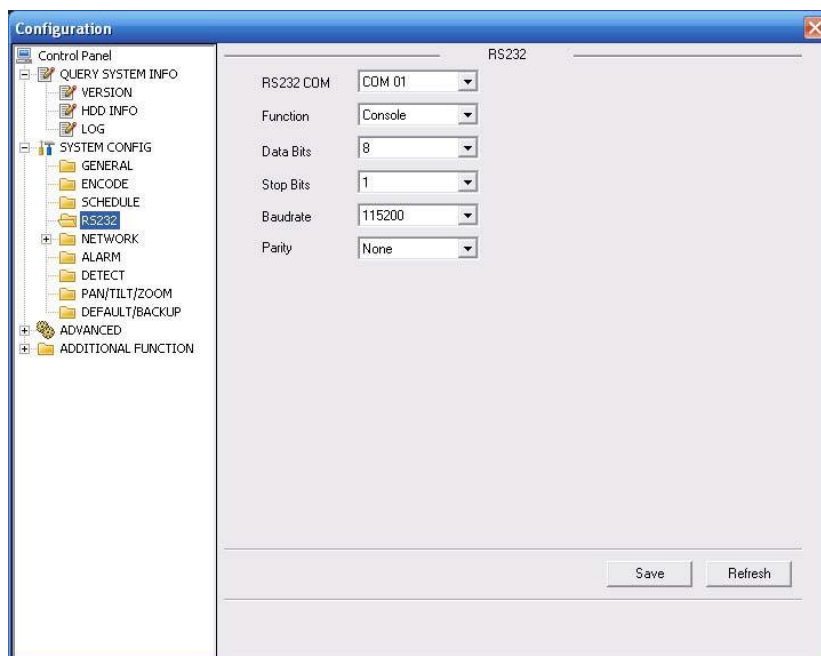 Configuration
Control Panel
QUERY SYSTEM INFO
VERSION
HDD INFO
LOG
SYSTEM CONFIG
GENERAL
ENCODE
SCHEDULE
RS232
NETWORK
ALARM
DETECT
PAN/TILT/ZOOM
DEFAULT/BACKUP
ADVANCED
ADDITIONAL FUNCTION
RS232
RS232 COM COM 01
Function Console
Data Bits 8
Stop Bits 1
Baudrate 115200
Parity None
Save Refresh